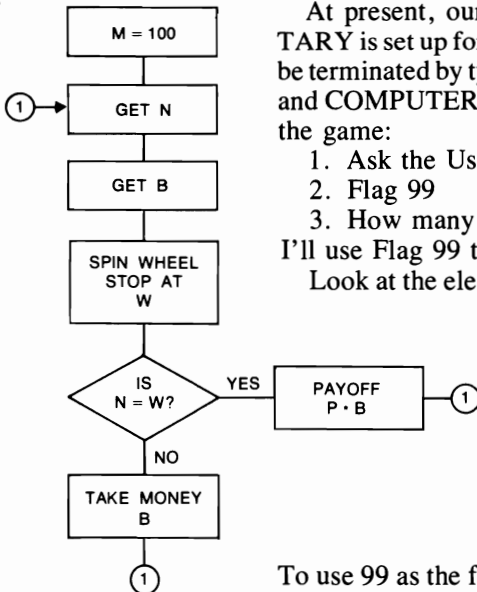 M = 100
1
GET N
GET B
SPIN WHEEL
STOP AT
W
IS
N = W?
YES
PAYOFF
P · B
1
NO
TAKE MONEY
B
1
At present, our
TARY is set up for
be terminated by t
and COMPUTER
the game:
1. Ask the Us
2. Flag 99
3. How many
I'll use Flag 99 t
Look at the ele
To use 99 as the f